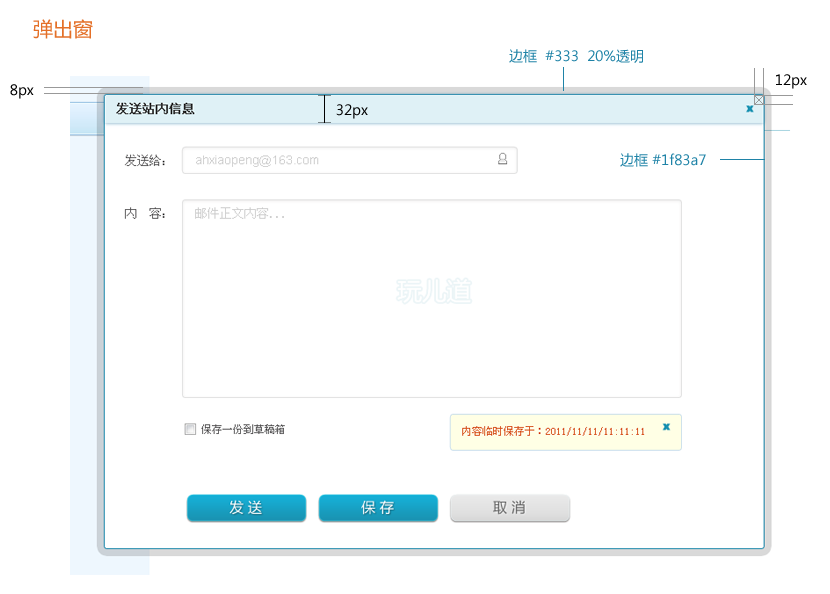 弹出窗
边框 #333 20%透明
8px
12px
发送站内信息
32px
发送给：
ahxiaopeng@163.com
边框 #1f83a7
内 容：
邮件正文内容...
玩儿道
保存一份到草稿箱
内容临时保存于：2011/11/11/11:11:11
发送
保存
取消